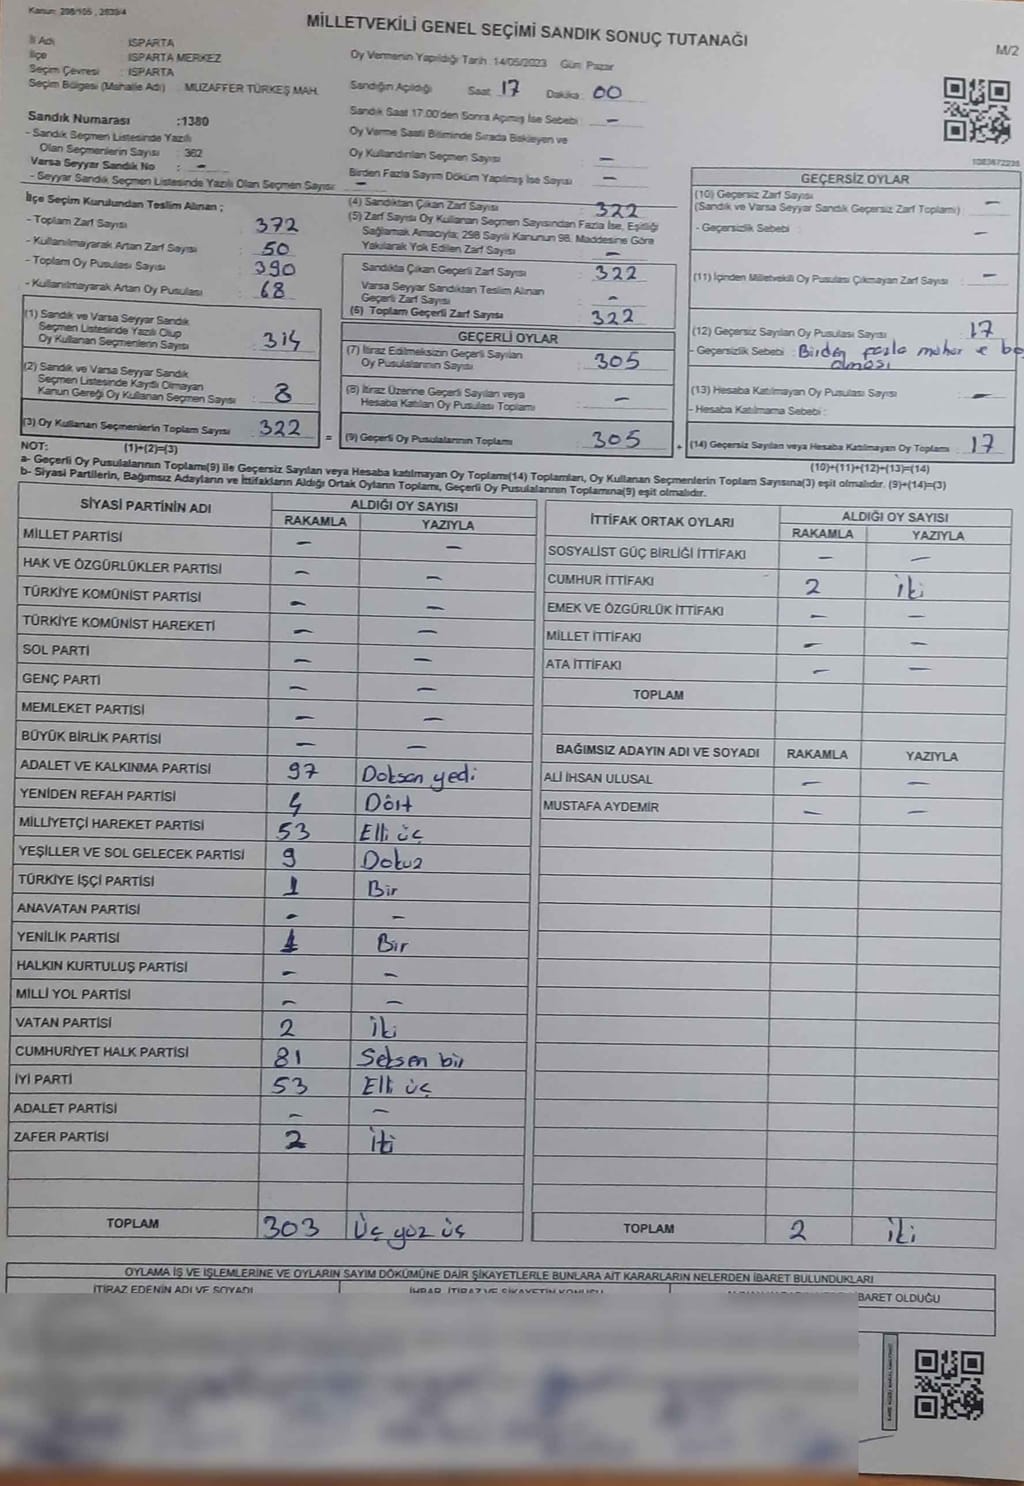 Kanun: 298/105 , 2839/4
MİLLETVEKİLİ GENEL SEÇİMİ SANDIK SONUÇ TUTANAĞI
M/2
İl Adı : ISPARTA
İlçe : ISPARTA MERKEZ
Seçim Çevresi : ISPARTA
Seçim Bölgesi (Mahalle Adı) : MUZAFFER TÜRKEŞ MAH.
Oy Vermenin Yapıldığı Tarih :14/05/2023 Gün: Pazar
Sandığın Açıldığı Saat 17 Dakika : 00
Sandık Saat 17.00'den Sonra Açılmış İse Sebebi : –
Oy Verme Saati Bitiminde Sırada Bekleyen ve
Oy Kullandırılan Seçmen Sayısı –
Birden Fazla Sayım Döküm Yapılmış İse Sayısı –
Sandık Numarası :1380
- Sandık Seçmen Listesinde Yazılı
Olan Seçmenlerin Sayısı : 362
Varsa Seyyar Sandık No : –
- Seyyar Sandık Seçmen Listesinde Yazılı Olan Seçmen Sayısı: –
İlçe Seçim Kurulundan Teslim Alınan ;
- Toplam Zarf Sayısı : 372
- Kullanılmayarak Artan Zarf Sayısı : 50
- Toplam Oy Pusulası Sayısı : 390
- Kullanılmayarak Artan Oy Pusulası : 68
(1) Sandık ve Varsa Seyyar Sandık
Seçmen Listesinde Yazılı Olup
Oy Kullanan Seçmenlerin Sayısı : 314
(2) Sandık ve Varsa Seyyar Sandık
Seçmen Listesinde Kayıtlı Olmayan
Kanun Gereği Oy Kullanan Seçmen Sayısı : 8
(3) Oy Kullanan Seçmenlerin Toplam Sayısı 322
(4) Sandıktan Çıkan Zarf Sayısı : 322
(5) Zarf Sayısı Oy Kullanan Seçmen Sayısından Fazla İse, Eşitliği
Sağlamak Amacıyla; 298 Sayılı Kanunun 98. Maddesine Göre
Yakılarak Yok Edilen Zarf Sayısı : –
Sandıkta Çıkan Geçerli Zarf Sayısı : 322
Varsa Seyyar Sandıktan Teslim Alınan
Geçerli Zarf Sayısı : –
(6) Toplam Geçerli Zarf Sayısı : 322
GEÇERLİ OYLAR
(7) İtiraz Edilmeksizin Geçerli Sayılan
Oy Pusulalarının Sayısı : 305
(8) İtiraz Üzerine Geçerli Sayılan veya
Hesaba Katılan Oy Pusulası Toplamı : –
= (9) Geçerli Oy Pusulalarının Toplamı : 305
1083672235
GEÇERSİZ OYLAR
(10) Geçersiz Zarf Sayısı
(Sandık ve Varsa Seyyar Sandık Geçersiz Zarf Toplamı) : –
- Geçersizlik Sebebi : –
(11) İçinden Milletvekili Oy Pusulası Çıkmayan Zarf Sayısı : –
(12) Geçersiz Sayılan Oy Pusulası Sayısı : 17
- Geçersizlik Sebebi : Birden fazla mühür
olması
(13) Hesaba Katılmayan Oy Pusulası Sayısı : –
- Hesaba Katılmama Sebebi :
+ (14) Geçersiz Sayılan veya Hesaba Katılmayan Oy Toplamı : 17
NOT: (1)+(2)=(3) (10)+(11)+(12)+(13)=(14)
a- Geçerli Oy Pusulalarının Toplamı(9) ile Geçersiz Sayılan veya Hesaba katılmayan Oy Toplamı(14) Toplamları, Oy Kullanan Seçmenlerin Toplam Sayısına(3) eşit olmalıdır. (9)+(14)=(3)
b- Siyasi Partilerin, Bağımsız Adayların ve İttifakların Aldığı Ortak Oyların Toplamı, Geçerli Oy Pusulalarının Toplamına(9) eşit olmalıdır.
SİYASİ PARTİNİN ADI ALDIĞI OY SAYISI
RAKAMLA YAZIYLA
MİLLET PARTİSİ – –
HAK VE ÖZGÜRLÜKLER PARTİSİ – –
TÜRKİYE KOMÜNİST PARTİSİ – –
TÜRKİYE KOMÜNİST HAREKETİ – –
SOL PARTİ – –
GENÇ PARTİ – –
MEMLEKET PARTİSİ – –
BÜYÜK BİRLİK PARTİSİ – –
ADALET VE KALKINMA PARTİSİ 97 Doksan yedi
YENİDEN REFAH PARTİSİ 4 Dört
MİLLİYETÇİ HAREKET PARTİSİ 53 Elli üç
YEŞİLLER VE SOL GELECEK PARTİSİ 9 Dokuz
TÜRKİYE İŞÇİ PARTİSİ 1 Bir
ANAVATAN PARTİSİ – –
YENİLİK PARTİSİ 1 Bir
HALKIN KURTULUŞ PARTİSİ – –
MİLLİ YOL PARTİSİ – –
VATAN PARTİSİ 2 İki
CUMHURİYET HALK PARTİSİ 81 Seksen bir
İYİ PARTİ 53 Elli üç
ADALET PARTİSİ – –
ZAFER PARTİSİ 2 İki
TOPLAM 303 Üç yüz üç
İTTİFAK ORTAK OYLARI ALDIĞI OY SAYISI
RAKAMLA YAZIYLA
SOSYALİST GÜÇ BİRLİĞİ İTTİFAKI – –
CUMHUR İTTİFAKI 2 İki
EMEK VE ÖZGÜRLÜK İTTİFAKI – –
MİLLET İTTİFAKI – –
ATA İTTİFAKI – –
TOPLAM
BAĞIMSIZ ADAYIN ADI VE SOYADI RAKAMLA YAZIYLA
ALİ İHSAN ULUSAL – –
MUSTAFA AYDEMİR – –
TOPLAM 2 İki
OYLAMA İŞ VE İŞLEMLERİNE VE OYLARIN SAYIM DÖKÜMÜNE DAİR ŞİKAYETLERLE BUNLARA AİT KARARLARIN NELERDEN İBARET BULUNDUKLARI
İTİRAZ EDENİN ADI VE SOYADI İHBAR, İTİRAZ VE ŞİKAYETİN KONUSU İBARET OLDUĞU